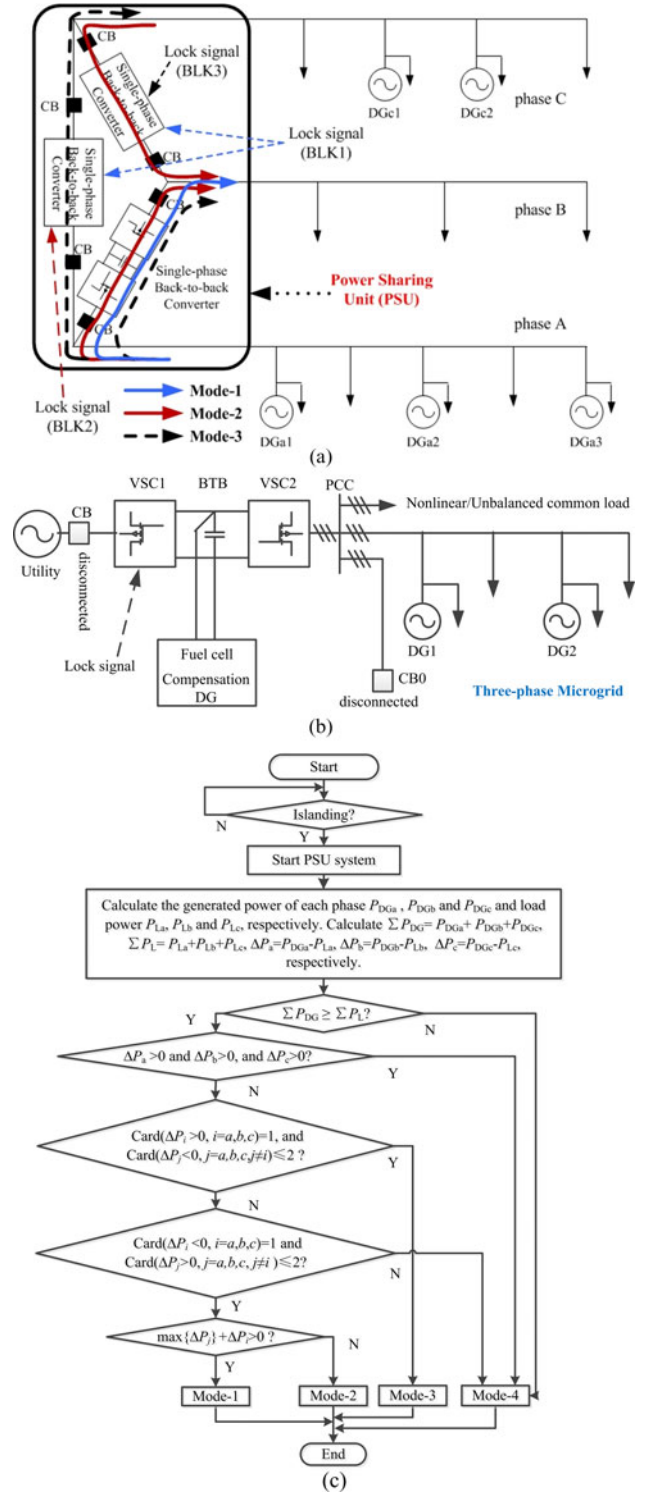 CB
Lock signal
(BLK3)
Single-phase
Back-to-back
Converter
DGc1
DGc2
phase C
CB
Lock signal
(BLK1)
CB
Single-phase
Back-to-back
Converter
CB
phase B
CB
Single-phase
Back-to-back
Converter
Power Sharing
Unit (PSU)
phase A
CB
Lock signal
(BLK2)
Mode-1
Mode-2
Mode-3
DGa1
DGa2
DGa3
(a)
VSC1
BTB
VSC2
PCC
CB
Nonlinear/Unbalanced common load
Utility
disconnected
Lock signal
Fuel cell
Compensation
DG
DG1
DG2
CB0
disconnected
Three-phase Microgrid
(b)
Start
Islanding?
N
Y
Start PSU system
Calculate the generated power of each phase P_DGa , P_DGb and P_DGc and load
power P_La, P_Lb and P_Lc, respectively. Calculate ∑P_DG= P_DGa+ P_DGb+P_DGc,
∑P_L= P_La+P_Lb+P_Lc, ΔP_a=P_DGa-P_La, ΔP_b=P_DGb-P_Lb, ΔP_c=P_DGc-P_Lc,
respectively.
∑P_DG ≥ ∑P_L?
Y
N
ΔP_a >0 and ΔP_b>0, and ΔP_c>0?
Y
N
Card(ΔP_i >0, i=a,b,c)=1, and
Card(ΔP_j<0, j=a,b,c,j≠i)≤2 ?
Y
N
Card(ΔP_i <0, i=a,b,c)=1 and
Card(ΔP_j>0, j=a,b,c, j≠i )≤2?
N
Y
max{ΔP_j}+ΔP_i>0 ?
N
Y
Mode-1
Mode-2
Mode-3
Mode-4
End
(c)